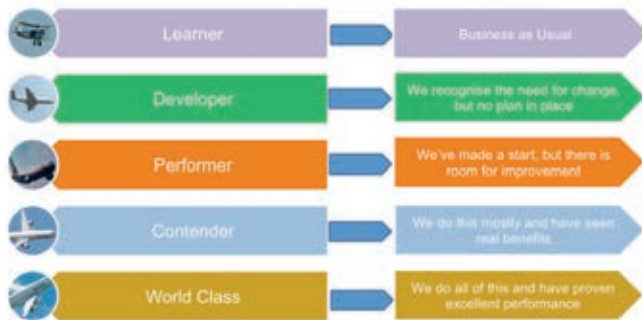 Learner
Business as Usual
Developer
We recognise the need for change,
but no plan in place
Performer
We've made a start, but there is
room for improvement
Contender
We do this mostly and have seen
real benefits
World Class
We do all of this and have proven
excellent performance